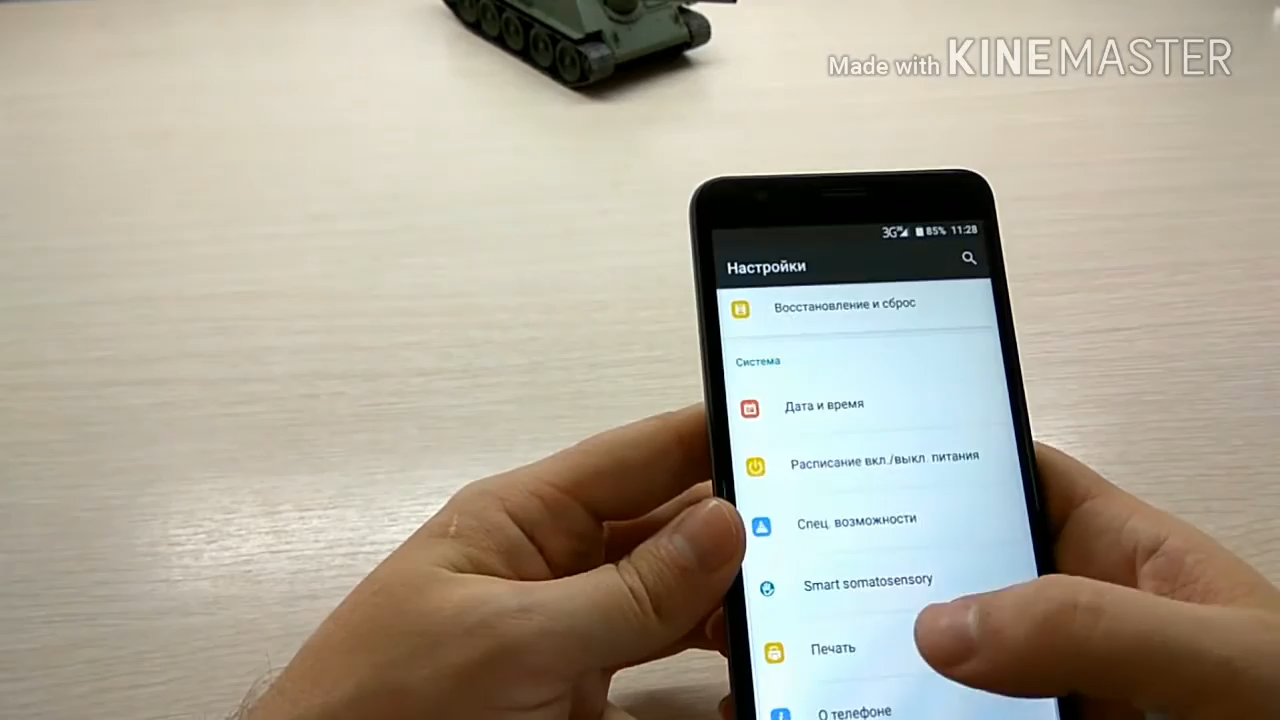 Made with KINEMASTER
3G 85% 11:28
Настройки
Восстановление и сброс
Система
Дата и время
Расписание вкл./выкл. питания
Спец. возможности
Smart somatosensory
Печать
О телефоне